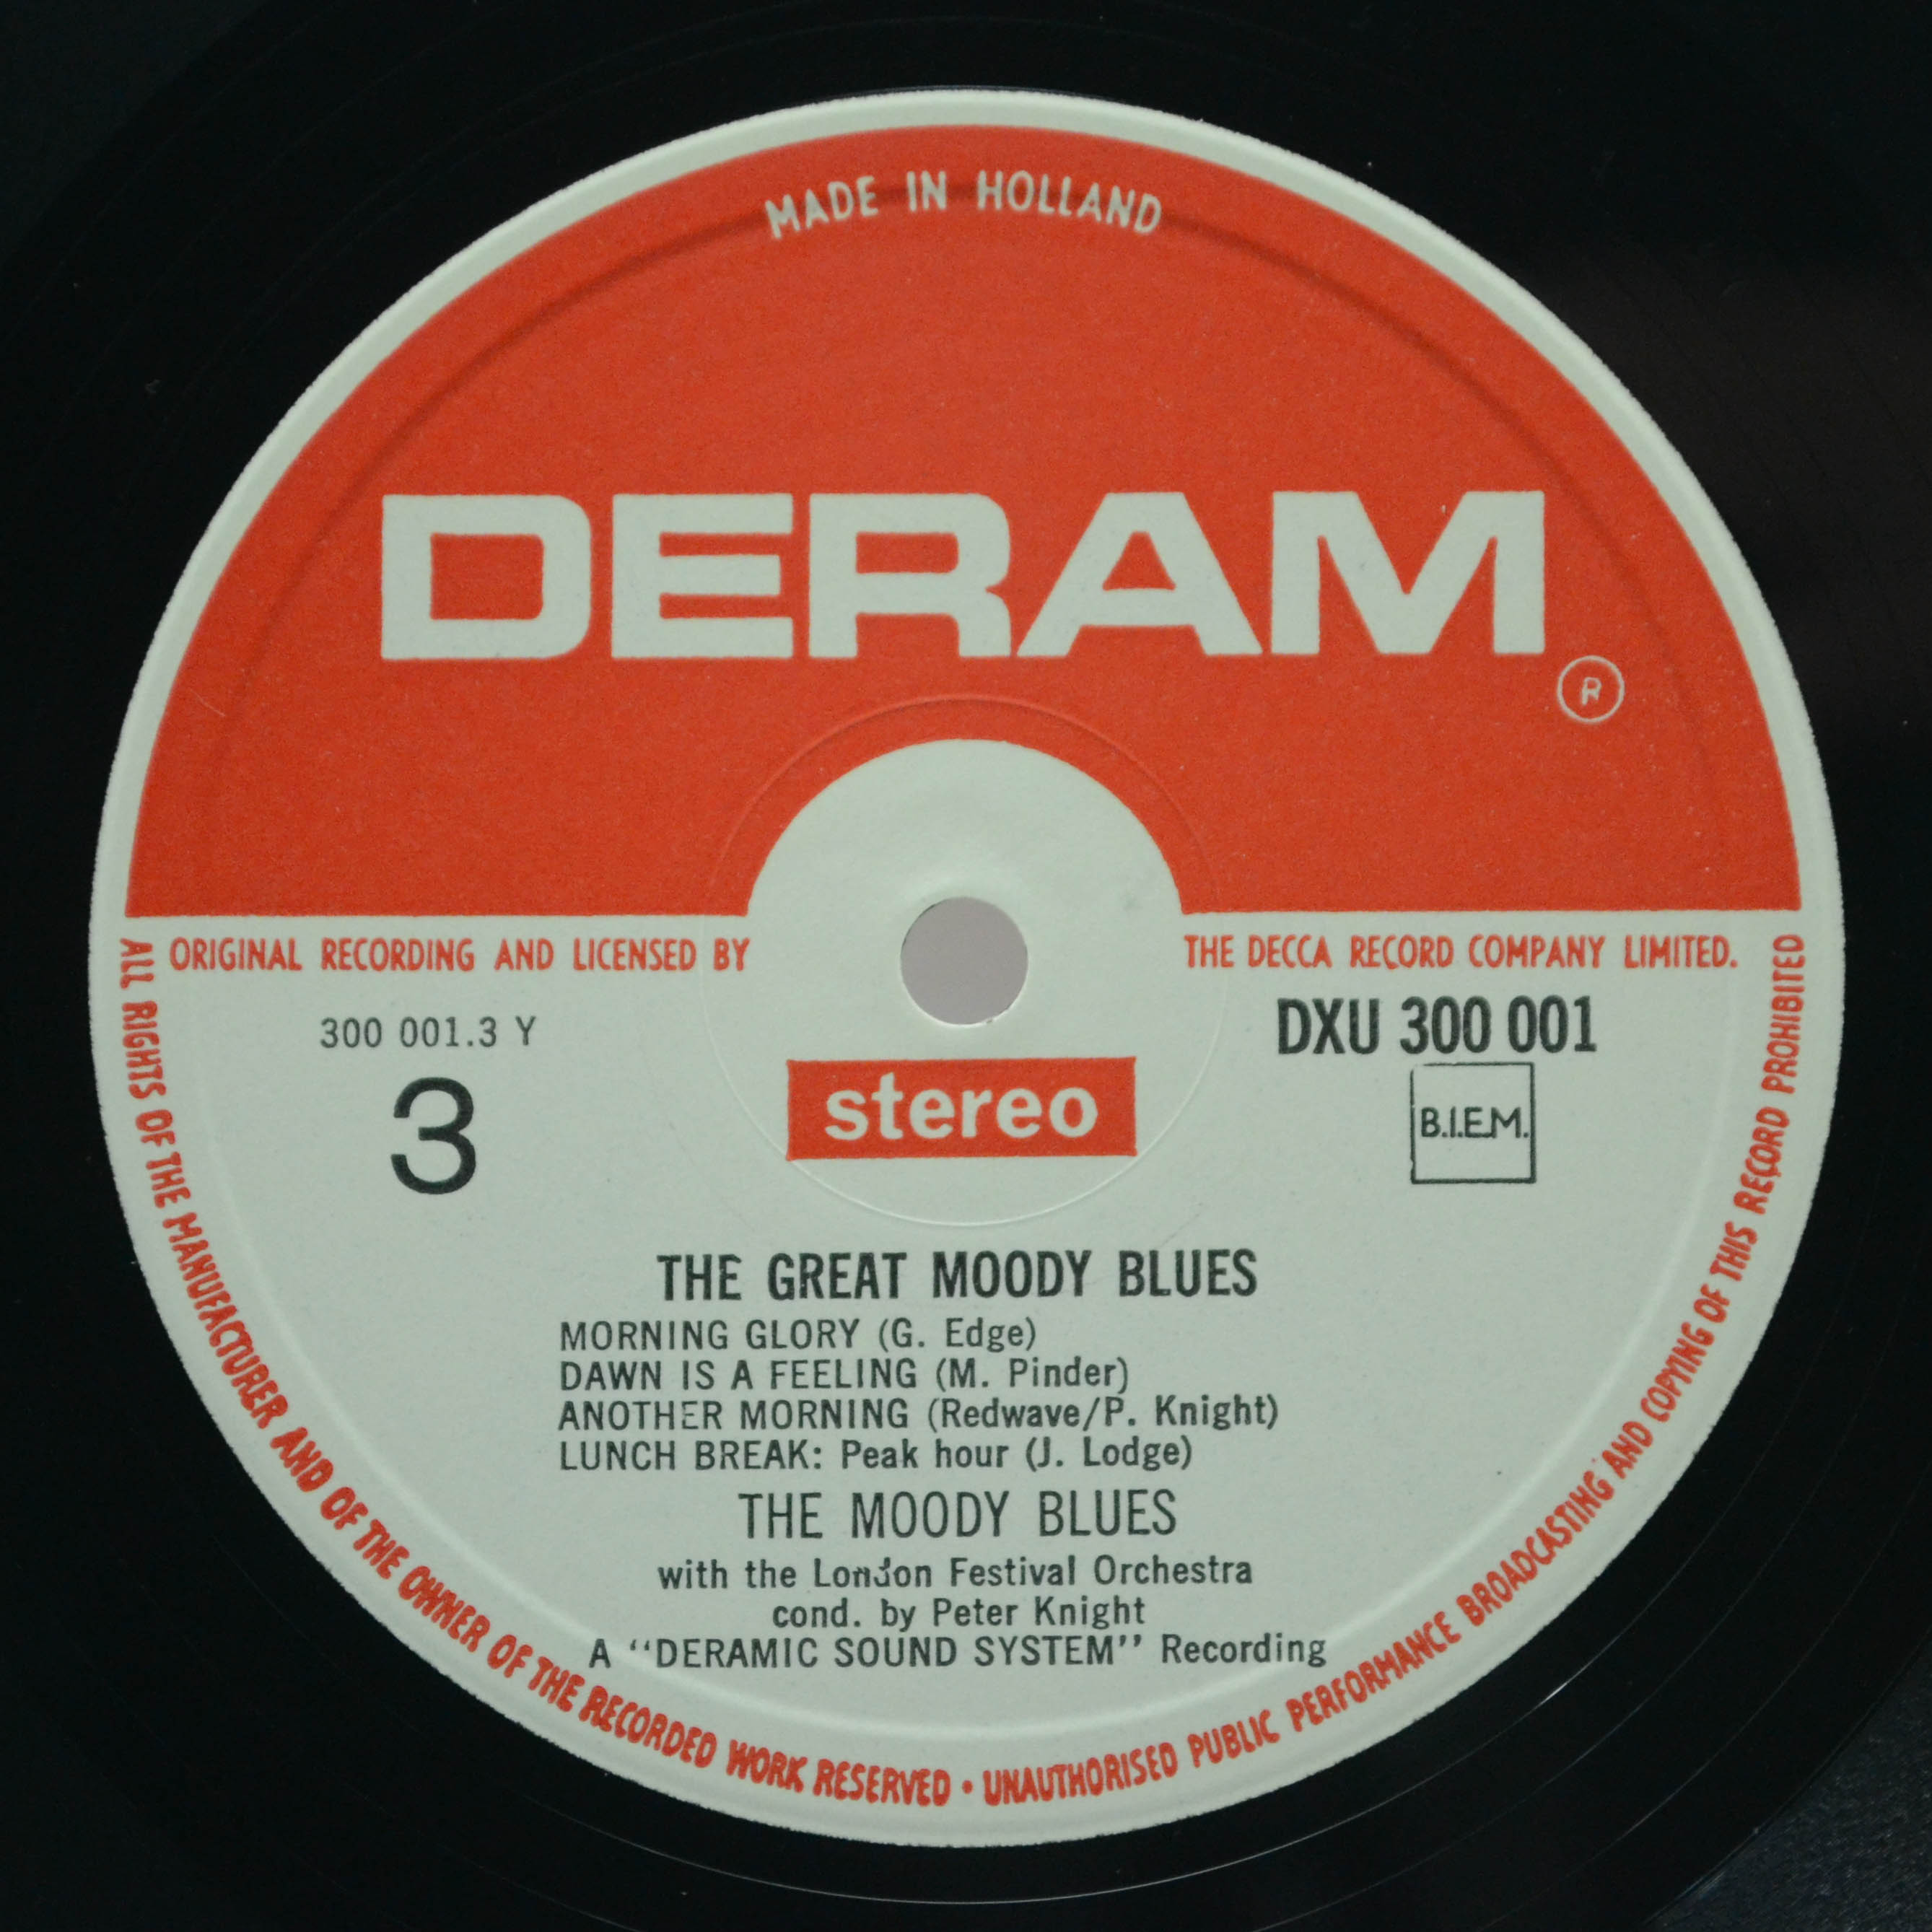 MADE IN HOLLAND
DERAM
R
ORIGINAL RECORDING AND LICENSED BY THE DECCA RECORD COMPANY LIMITED.
300 001.3 Y
DXU 300 001
3
stereo
B.I.E.M.
THE GREAT MOODY BLUES
MORNING GLORY (G. Edge)
DAWN IS A FEELING (M. Pinder)
ANOTHER MORNING (Redwave/P. Knight)
LUNCH BREAK: Peak hour (J. Lodge)
THE MOODY BLUES
with the London Festival Orchestra
cond. by Peter Knight
A "DERAMIC SOUND SYSTEM" Recording
ALL RIGHTS OF THE MANUFACTURER AND OF THE OWNER OF THE RECORDED WORK RESERVED • UNAUTHORISED PUBLIC PERFORMANCE BROADCASTING AND COPYING OF THIS RECORD PROHIBITED